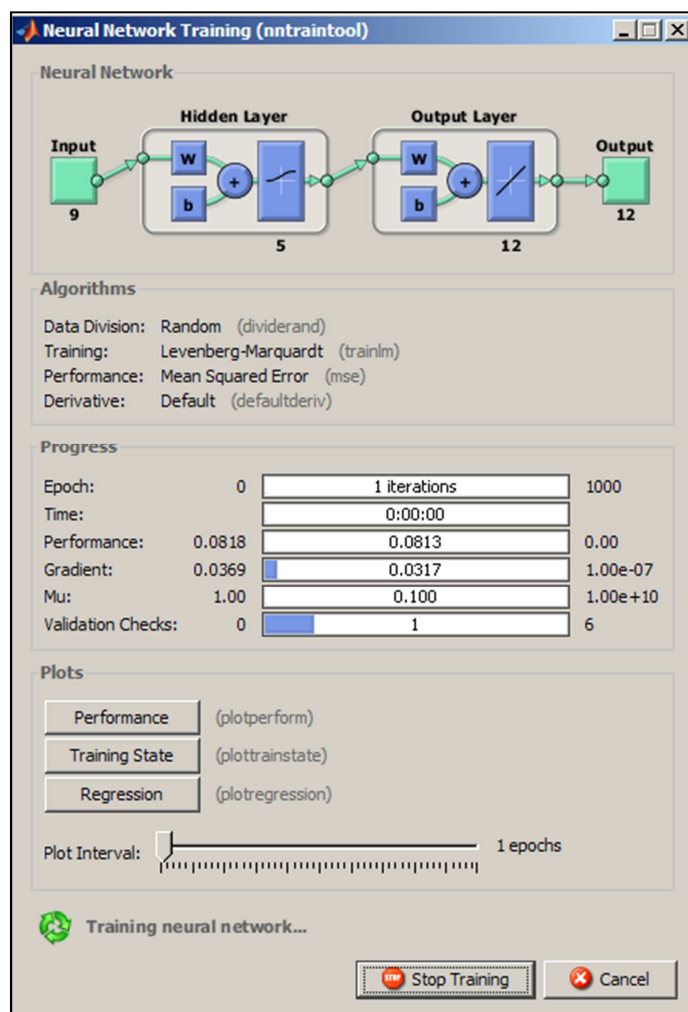 Neural Network Training (nntraintool)
Neural Network
Hidden Layer Output Layer
Input Output
W W
b b
+ +
9 12
5 12
Algorithms
Data Division: Random (dividerand)
Training: Levenberg-Marquardt (trainlm)
Performance: Mean Squared Error (mse)
Derivative: Default (defaultderiv)
Progress
Epoch: 0 1 iterations 1000
Time: 0:00:00
Performance: 0.0818 0.0813 0.00
Gradient: 0.0369 0.0317 1.00e-07
Mu: 1.00 0.100 1.00e+10
Validation Checks: 0 1 6
Plots
Performance (plotperform)
Training State (plottrainstate)
Regression (plotregression)
Plot Interval: 1 epochs
Training neural network...
STOP Stop Training Cancel